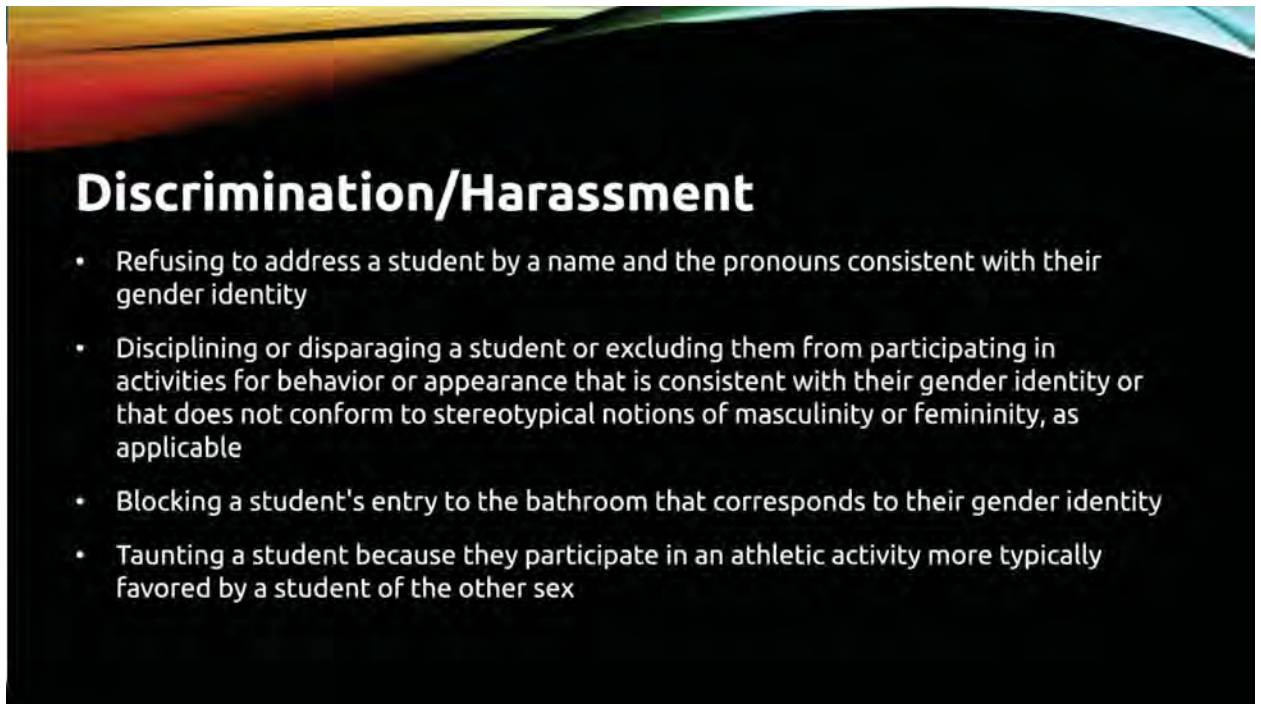 Discrimination/Harassment
• Refusing to address a student by a name and the pronouns consistent with their
gender identity
• Disciplining or disparaging a student or excluding them from participating in
activities for behavior or appearance that is consistent with their gender identity or
that does not conform to stereotypical notions of masculinity or femininity, as
applicable
• Blocking a student's entry to the bathroom that corresponds to their gender identity
• Taunting a student because they participate in an athletic activity more typically
favored by a student of the other sex